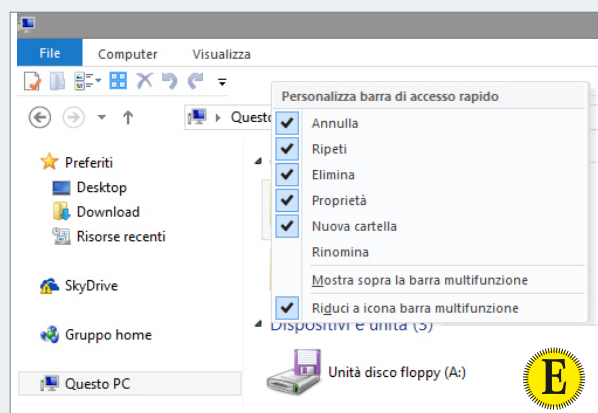 File Computer Visualizza
Personalizza barra di accesso rapido
Annulla
Ripeti
Elimina
Proprietà
Nuova cartella
Rinomina
Mostra sopra la barra multifunzione
Riduci a icona barra multifunzione
Preferiti
Desktop
Download
Risorse recenti
SkyDrive
Gruppo home
Questo PC
Dispositivi e unità (3)
Unità disco floppy (A:)
E